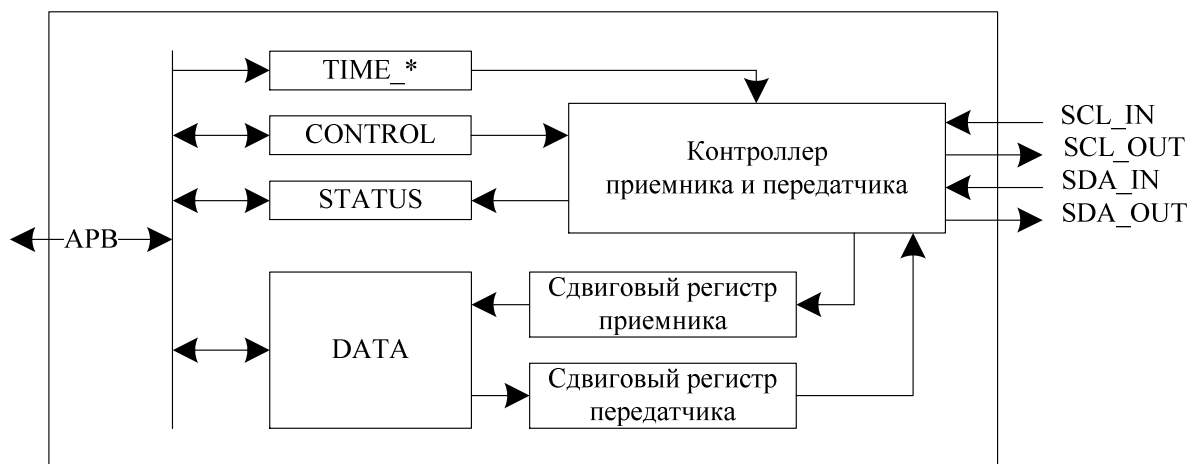 TIME_*
CONTROL
STATUS
APB
DATA
Контроллер
приемника и передатчика
Сдвиговый регистр
приемника
Сдвиговый регистр
передатчика
SCL_IN
SCL_OUT
SDA_IN
SDA_OUT